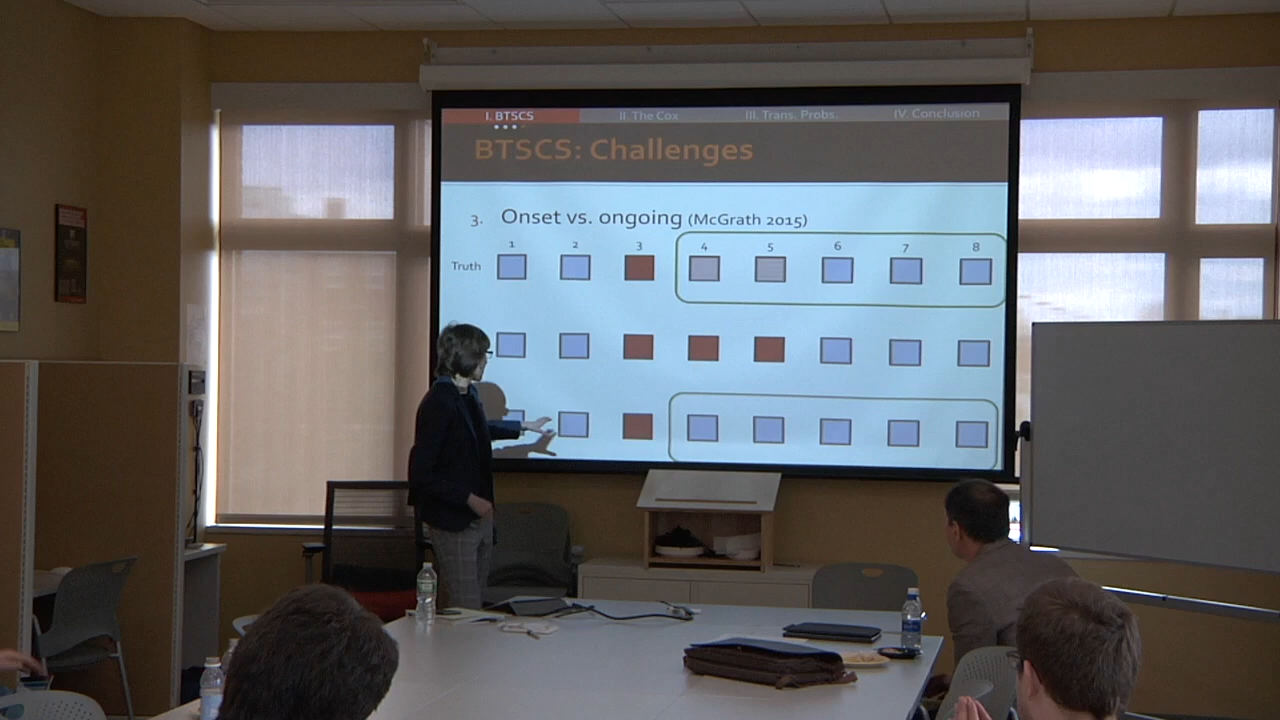 I. BTSCS II. The Cox III. Trans. Probs. IV. Conclusion
BTSCS: Challenges
3. Onset vs. ongoing (McGrath 2015)
1 2 3 4 5 6 7 8
Truth